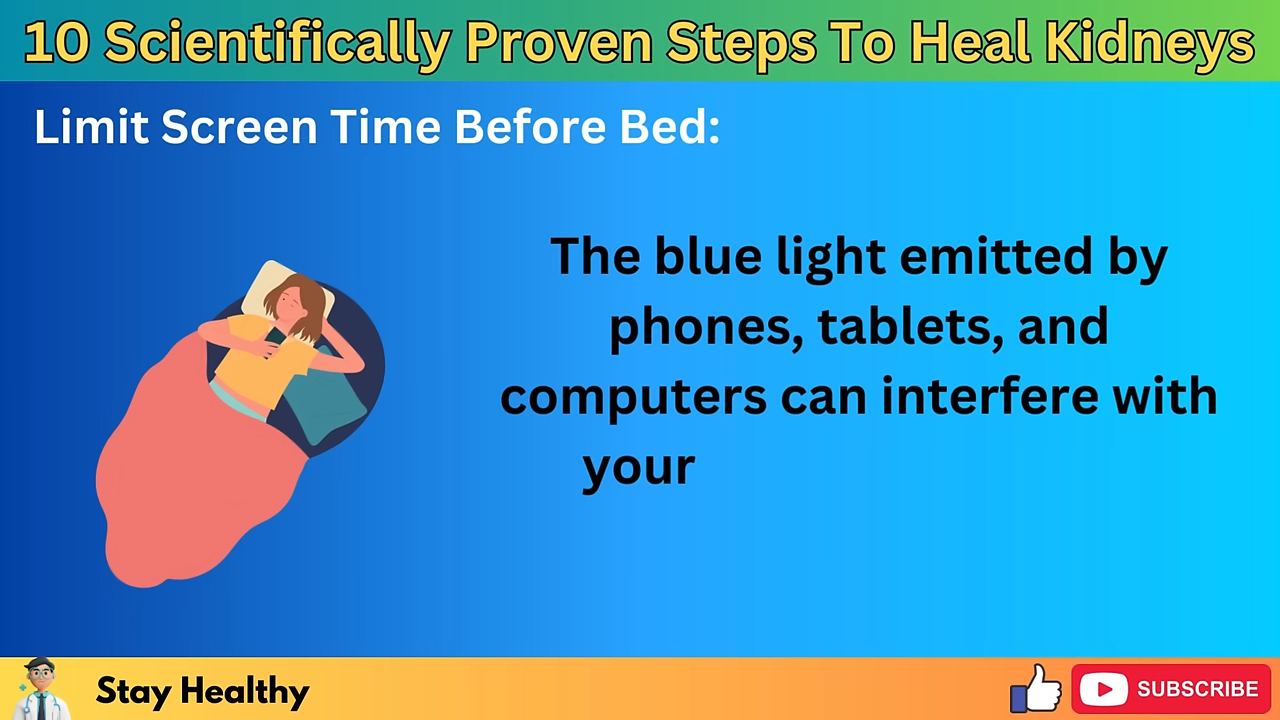 10 Scientifically Proven Steps To Heal Kidneys
Limit Screen Time Before Bed:
The blue light emitted by
phones, tablets, and
computers can interfere with
your
Stay Healthy
SUBSCRIBE